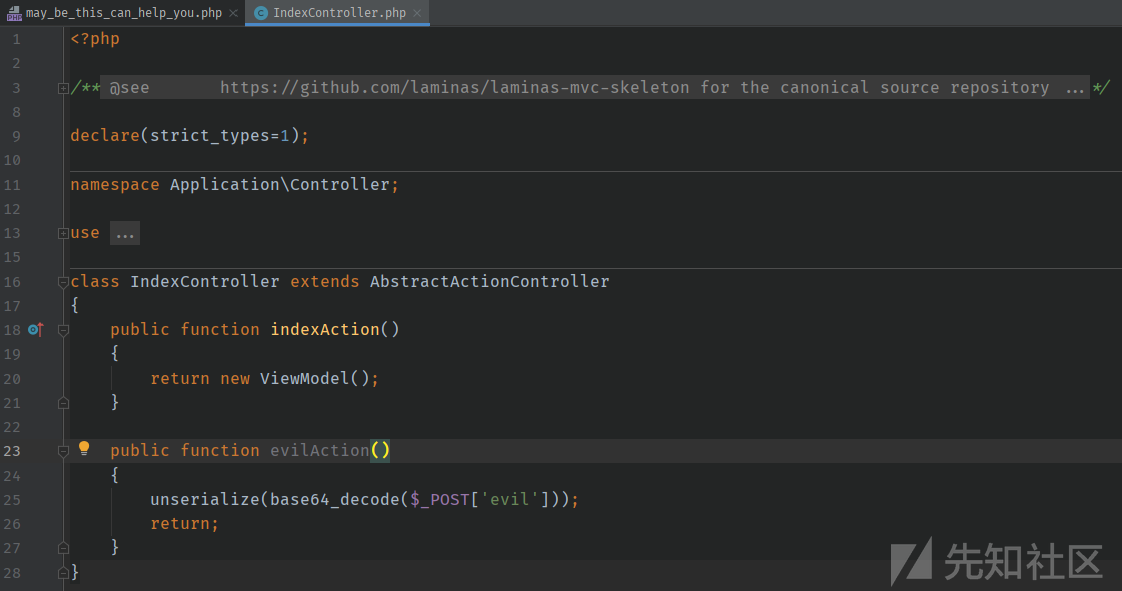 may_be_this_can_help_you.php IndexController.php
1 <?php
2
3 /** @see https://github.com/laminas/laminas-mvc-skeleton for the canonical source repository ...*/
8
9 declare(strict_types=1);
10
11 namespace Application\Controller;
12
13 use ...
15
16 class IndexController extends AbstractActionController
17 {
18 public function indexAction()
19 {
20 return new ViewModel();
21 }
22
23 public function evilAction()
24 {
25 unserialize(base64_decode($_POST['evil']));
26 return;
27 }
28 }
先知社区